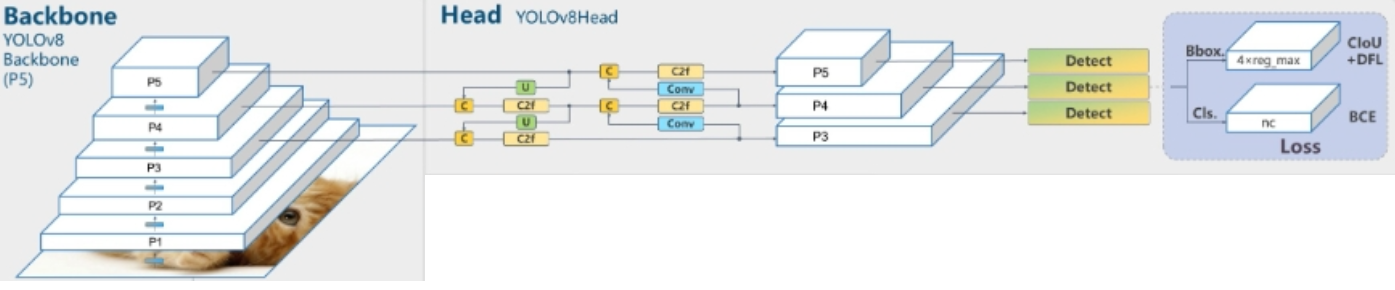 Backbone
YOLOv8
Backbone
(P5)
P5
P4
P3
P2
P1
Head YOLOv8Head
C C2f
U Conv
C C2f C C2f
U Conv
C C2f
P5
P4
P3
Detect
Detect
Detect
Bbox. 4×reg_max CIoU
+DFL
Cls. nc BCE
Loss